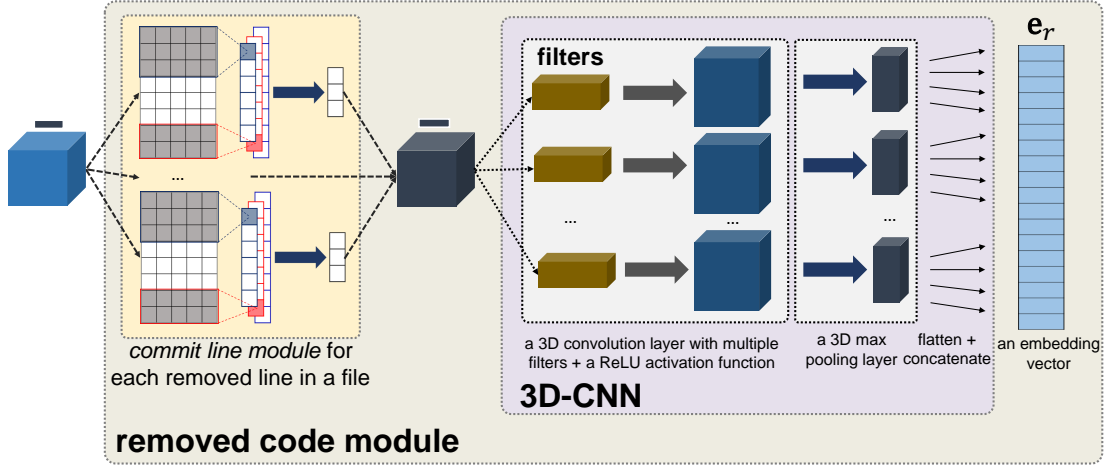 e_r
filters
...
...
...
...
commit line module for
each removed line in a file
a 3D convolution layer with multiple
filters + a ReLU activation function
a 3D max
pooling layer
flatten +
concatenate
an embedding
vector
3D-CNN
removed code module